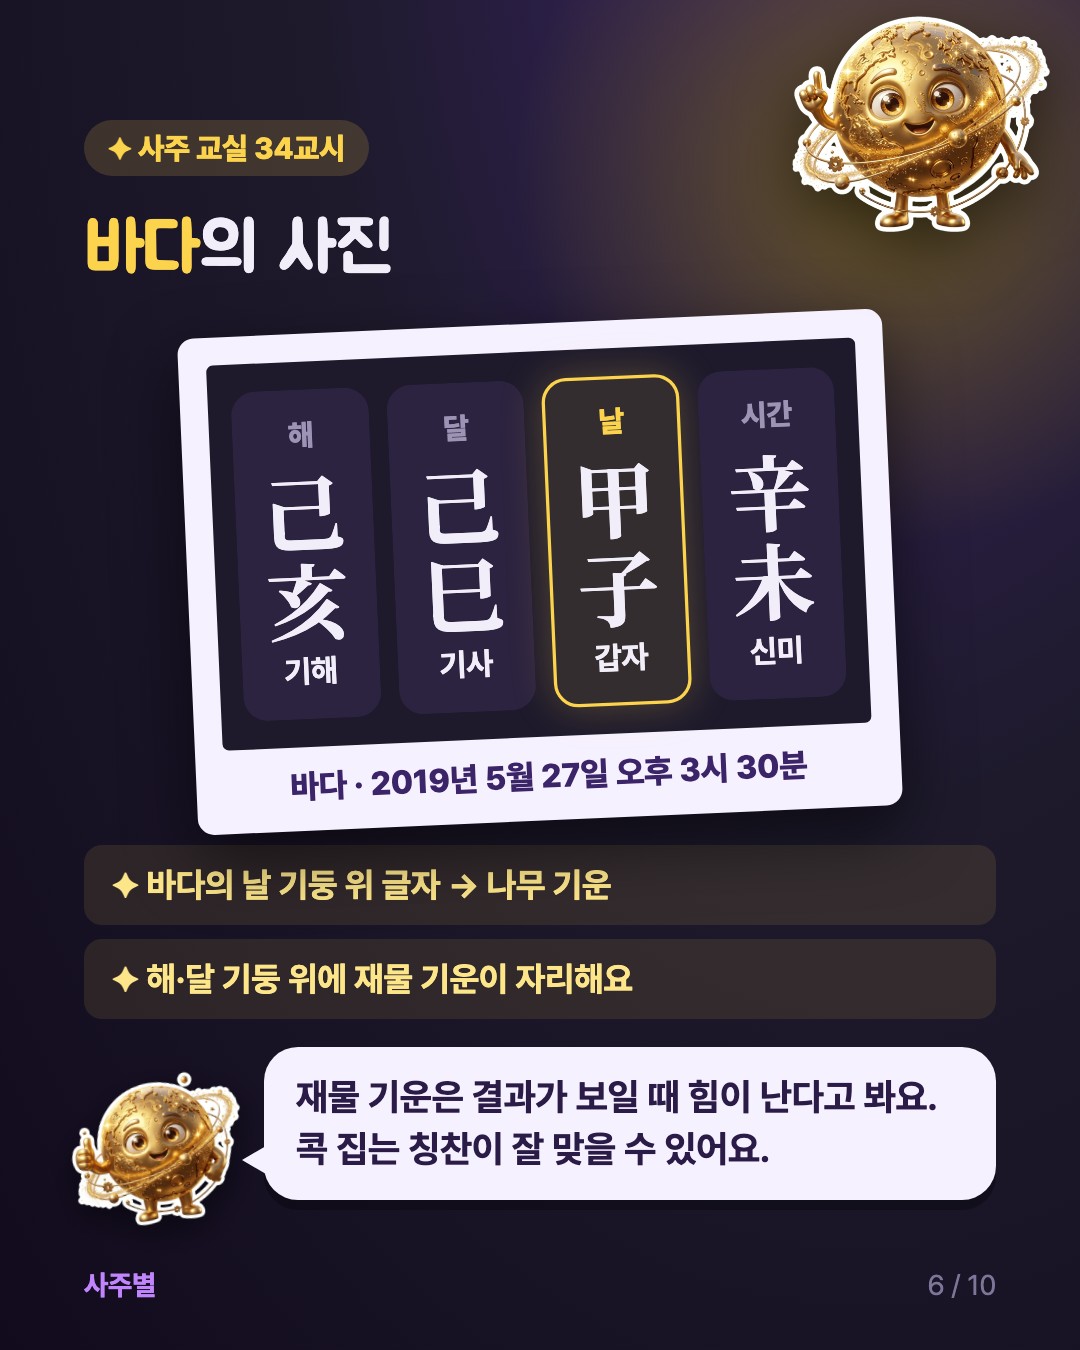 ✦ 사주 교실 34교시
바다의 사진
해
己
亥
기해
달
己
巳
기사
날
甲
子
갑자
시간
辛
未
신미
바다 · 2019년 5월 27일 오후 3시 30분
✦ 바다의 날 기둥 위 글자 → 나무 기운
✦ 해·달 기둥 위에 재물 기운이 자리해요
재물 기운은 결과가 보일 때 힘이 난다고 봐요.
콕 집는 칭찬이 잘 맞을 수 있어요.
사주별
6 / 10